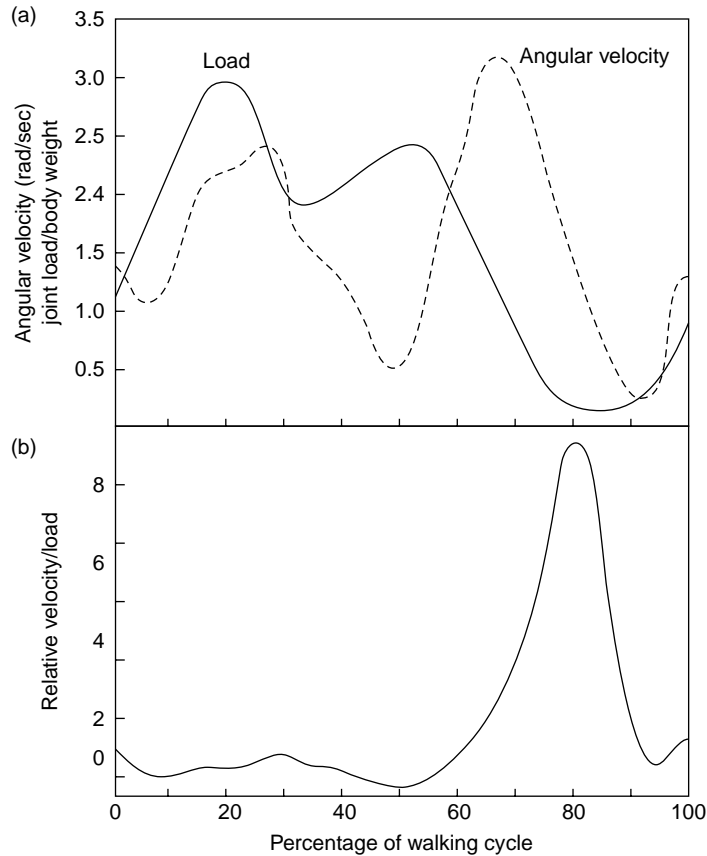 (a)
3.5
3.0
2.5
2.4
1.5
1.0
0.5
Angular velocity (rad/sec)
joint load/body weight
Load
Angular velocity
(b)
8
6
4
2
0
Relative velocity/load
0 20 40 60 80 100
Percentage of walking cycle